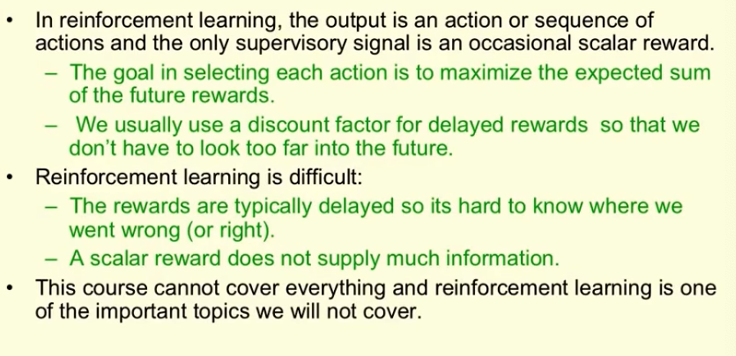 • In reinforcement learning, the output is an action or sequence of
actions and the only supervisory signal is an occasional scalar reward.
– The goal in selecting each action is to maximize the expected sum
of the future rewards.
– We usually use a discount factor for delayed rewards so that we
don't have to look too far into the future.
• Reinforcement learning is difficult:
– The rewards are typically delayed so its hard to know where we
went wrong (or right).
– A scalar reward does not supply much information.
• This course cannot cover everything and reinforcement learning is one
of the important topics we will not cover.